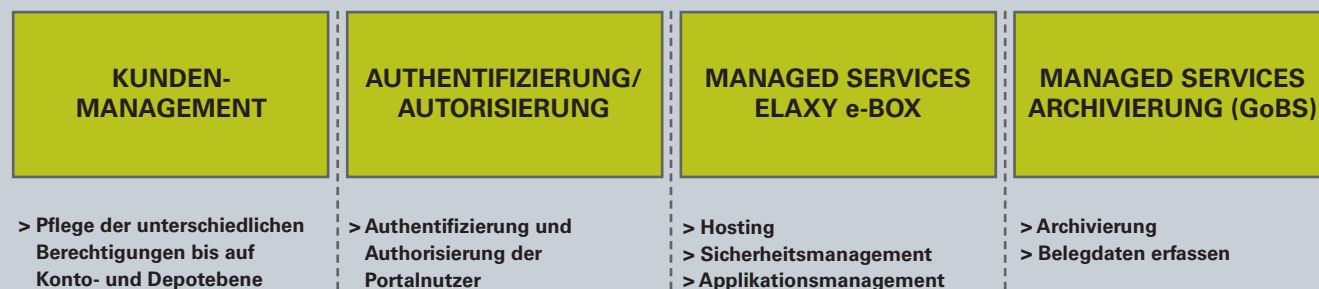 KUNDEN-
MANAGEMENT
AUTHENTIFIZIERUNG/
AUTORISIERUNG
MANAGED SERVICES
ELAXY e-BOX
MANAGED SERVICES
ARCHIVIERUNG (GoBS)
> Pflege der unterschiedlichen
Berechtigungen bis auf
Konto- und Depotebene
> Authentifizierung und
Authorisierung der
Portalnutzer
> Hosting
> Sicherheitsmanagement
> Applikationsmanagement
> Archivierung
> Belegdaten erfassen